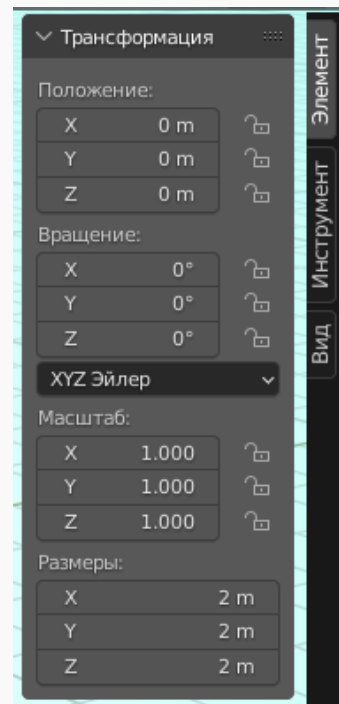 Трансформация
Положение:
X 0 m
Y 0 m
Z 0 m
Вращение:
X 0°
Y 0°
Z 0°
XYZ Эйлер
Масштаб:
X 1.000
Y 1.000
Z 1.000
Размеры:
X 2 m
Y 2 m
Z 2 m
Элемент
Инструмент
Вид